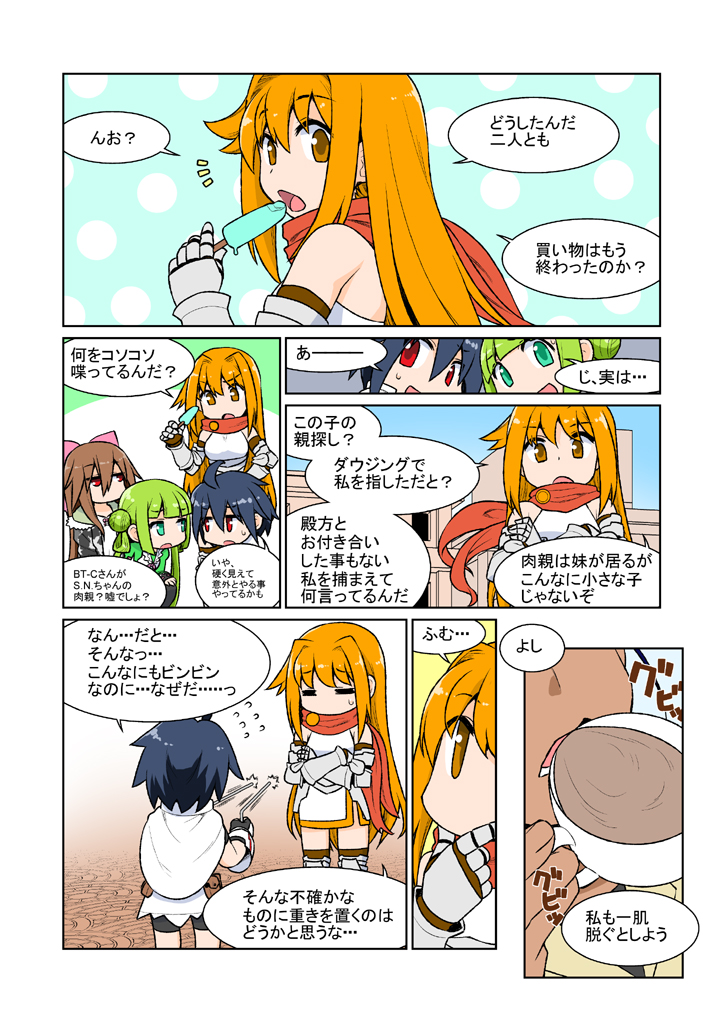 どうしたんだ
二人とも
んお?
買い物はもう
終わったのか?
あ━━━━
じ、実は…
何をコソコソ
喋ってるんだ?
BT-Cさんが
S.N.ちゃんの
肉親?嘘でしょ?
いや、
硬く見えて
意外とやる事
やってるかも
この子の
親探し?
ダウジングで
私を指しただと?
殿方と
お付き合い
した事もない
私を捕まえて
何言ってるんだ
肉親は妹が居るが
こんなに小さな子
じゃないぞ
なん…だと…
そんなっ…
こんなにもビンビン
なのに…なぜだ……っ
そんな不確かな
ものに重きを置くのは
どうかと思うな…
ふむ…
よし
グビッ
グビッ
私も一肌
脱ぐとしよう